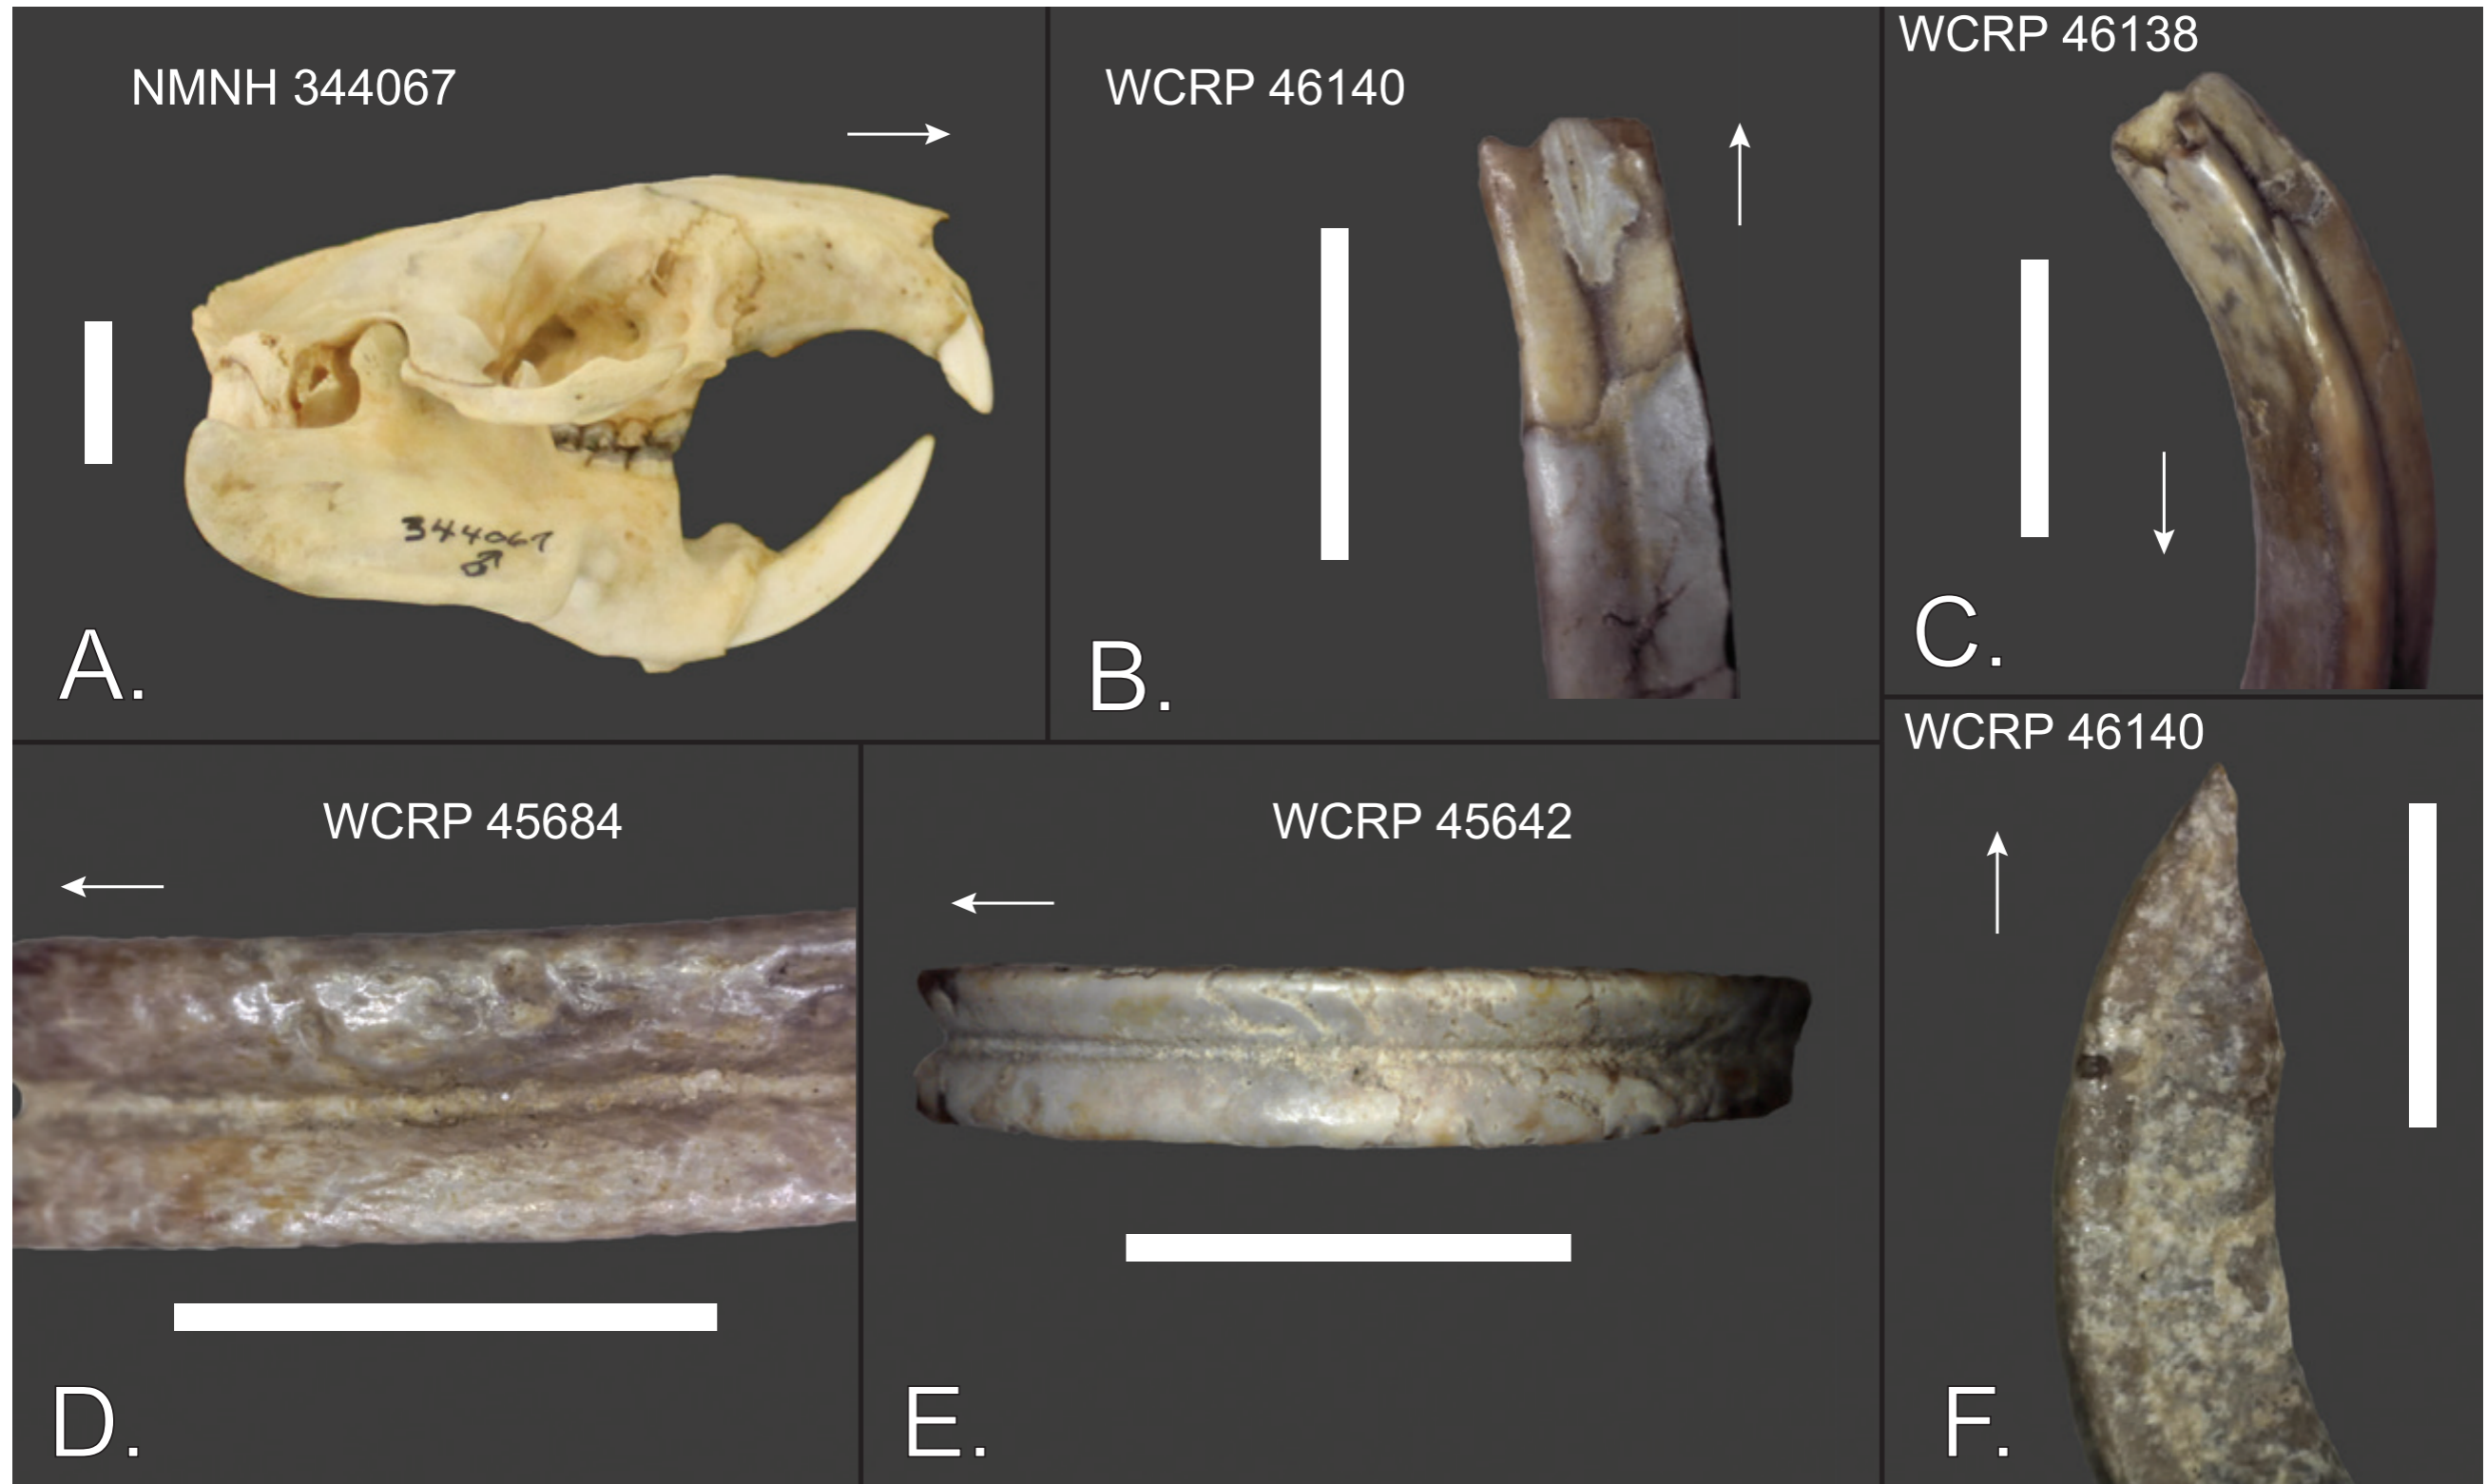 NMNH 344067
344067
♂
A.
WCRP 46140
B.
WCRP 46138
C.
WCRP 45684
D.
WCRP 45642
E.
WCRP 46140
F.